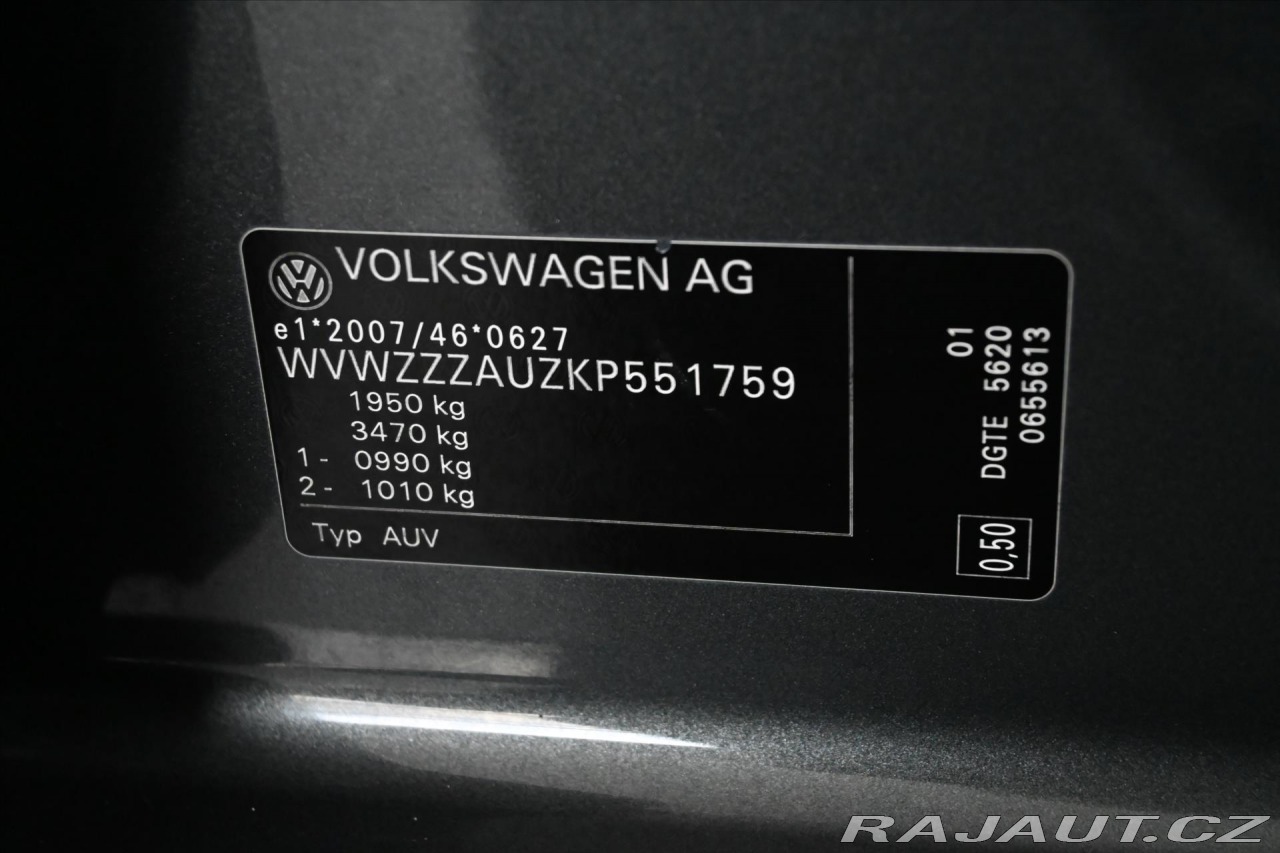 VOLKSWAGEN AG
e1*2007/46*0627
WVWZZZAUZKP551759
1950 kg
3470 kg
1 - 0990 kg
2 - 1010 kg
Typ AUV
01
DGTE 5620
0655613
0,50
RAJAUT.CZ